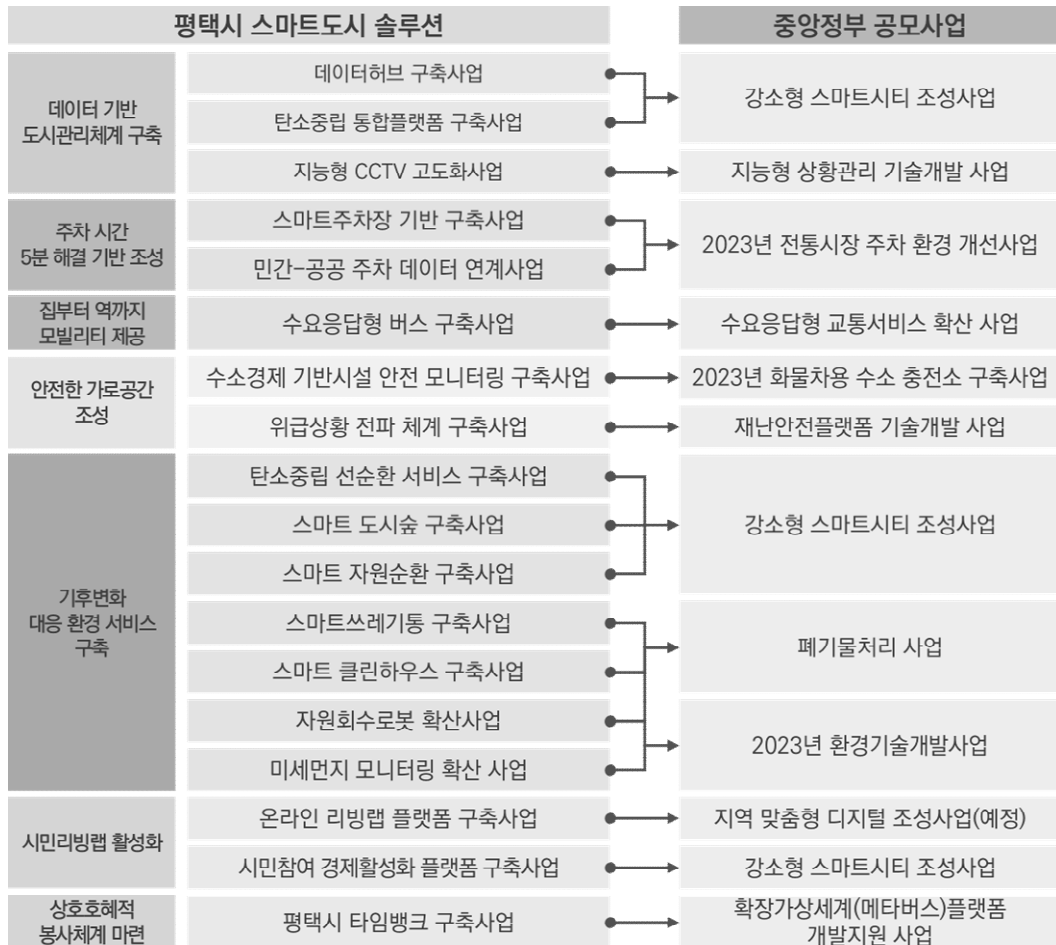 평택시 스마트도시 솔루션
중앙정부 공모사업
데이터 기반
도시관리체계 구축
데이터허브 구축사업
탄소중립 통합플랫폼 구축사업
강소형 스마트시티 조성사업
지능형 CCTV 고도화사업
지능형 상황관리 기술개발 사업
주차 시간
5분 해결 기반 조성
스마트주차장 기반 구축사업
민간-공공 주차 데이터 연계사업
2023년 전통시장 주차 환경 개선사업
집부터 역까지
모빌리티 제공
수요응답형 버스 구축사업
수요응답형 교통서비스 확산 사업
안전한 가로공간
조성
수소경제 기반시설 안전 모니터링 구축사업
2023년 화물차용 수소 충전소 구축사업
위급상황 전파 체계 구축사업
재난안전플랫폼 기술개발 사업
기후변화
대응 환경 서비스
구축
탄소중립 선순환 서비스 구축사업
스마트 도시숲 구축사업
스마트 자원순환 구축사업
강소형 스마트시티 조성사업
스마트쓰레기통 구축사업
스마트 클린하우스 구축사업
자원회수로봇 확산사업
미세먼지 모니터링 확산 사업
폐기물처리 사업
2023년 환경기술개발사업
시민리빙랩 활성화
온라인 리빙랩 플랫폼 구축사업
지역 맞춤형 디지털 조성사업(예정)
시민참여 경제활성화 플랫폼 구축사업
강소형 스마트시티 조성사업
상호호혜적
봉사체계 마련
평택시 타임뱅크 구축사업
확장가상세계(메타버스)플랫폼
개발지원 사업